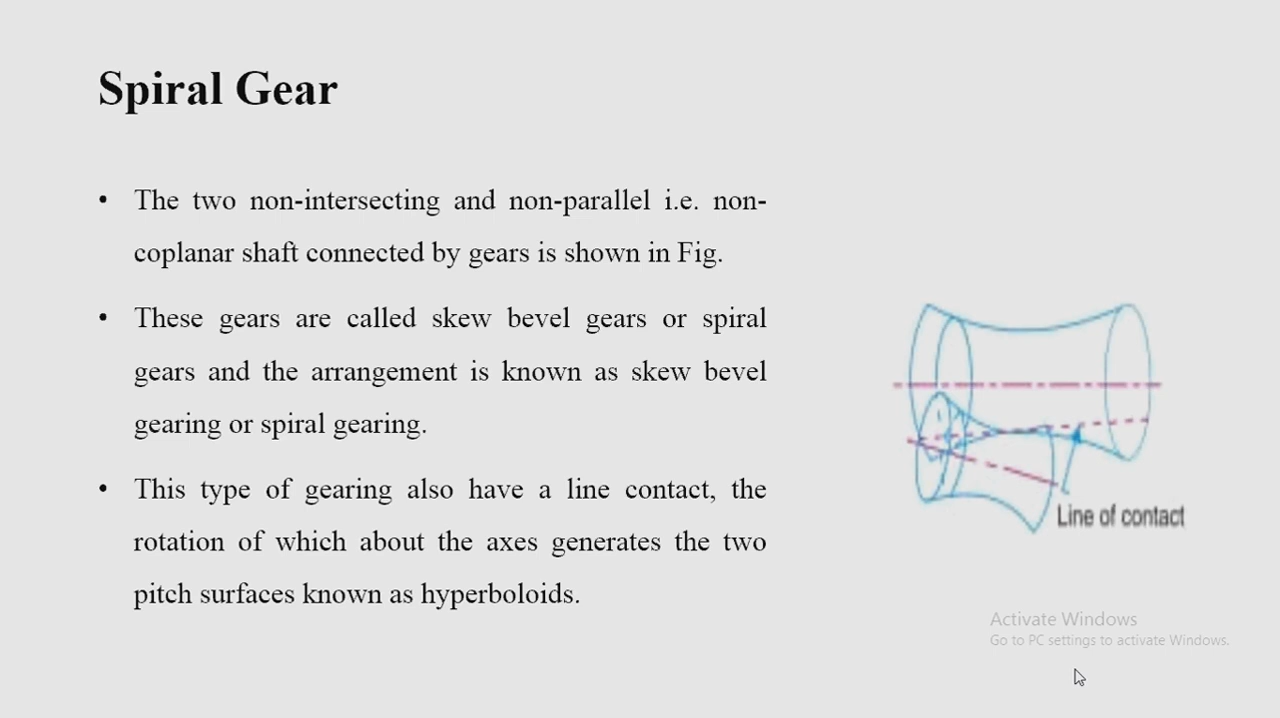 Spiral Gear
• The two non-intersecting and non-parallel i.e. non-
coplanar shaft connected by gears is shown in Fig.
• These gears are called skew bevel gears or spiral
gears and the arrangement is known as skew bevel
gearing or spiral gearing.
• This type of gearing also have a line contact, the
rotation of which about the axes generates the two
pitch surfaces known as hyperboloids.
Line of contact
Activate Windows
Go to PC settings to activate Windows.